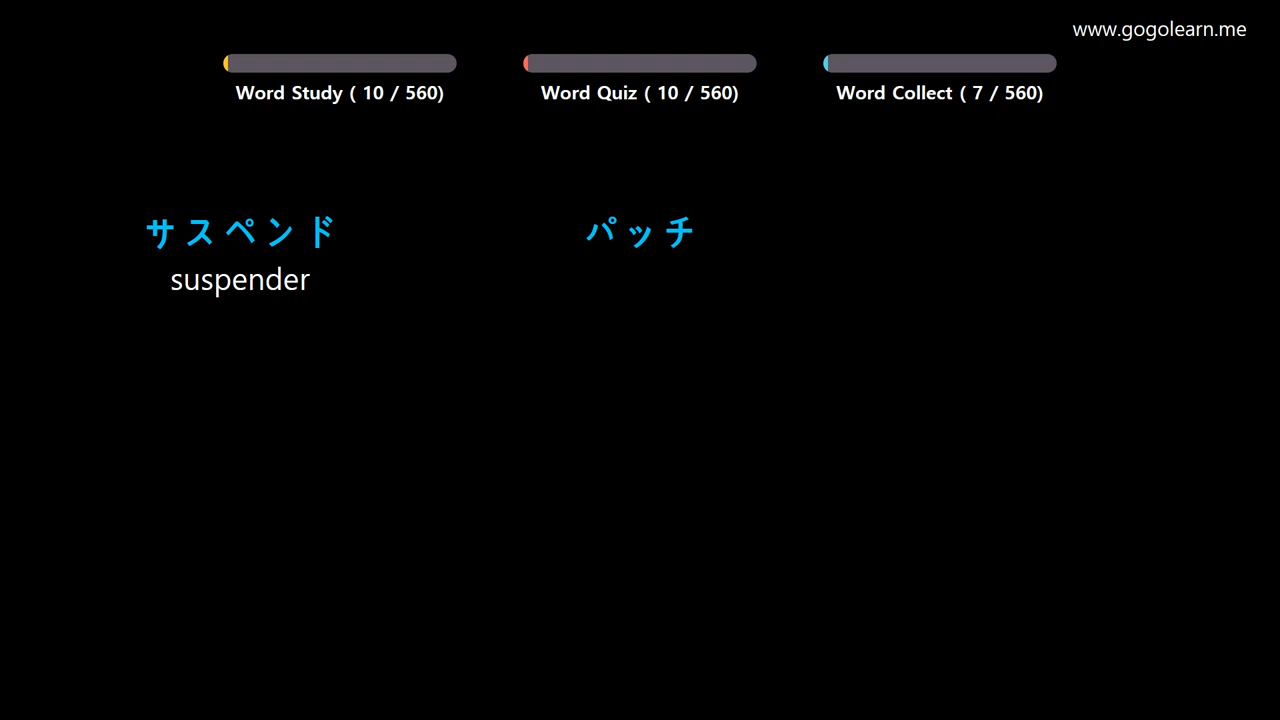 www.gogolearn.me
Word Study ( 10 / 560)
Word Quiz ( 10 / 560)
Word Collect ( 7 / 560)
サスペンド
suspender
パッチ